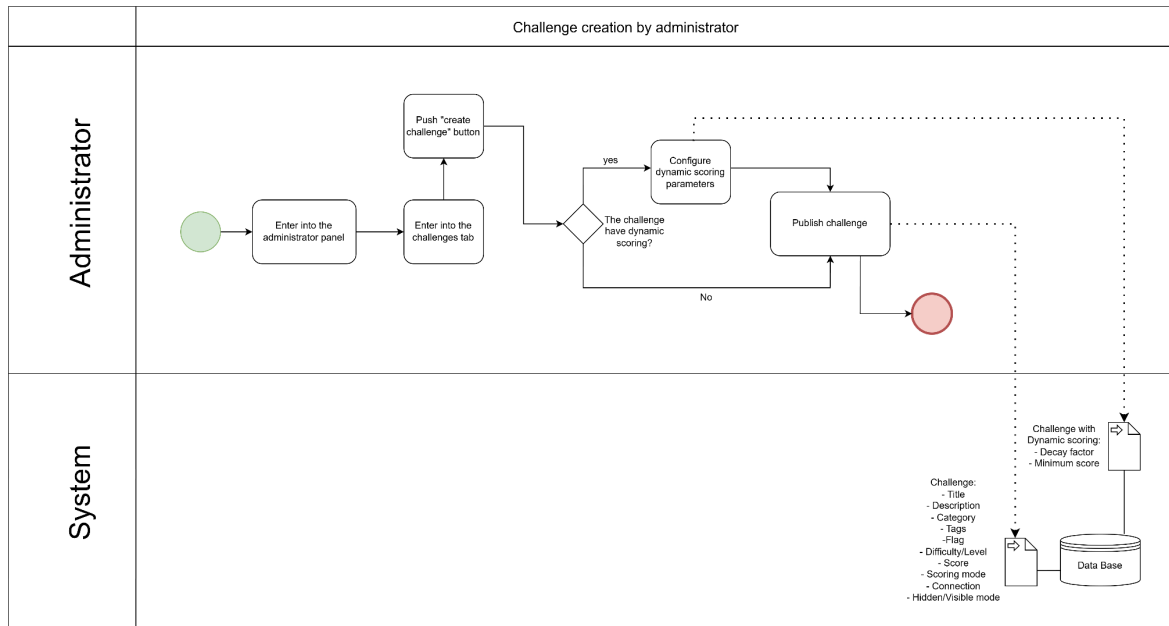 Challenge creation by administrator
Administrator
Push "create
challenge" button
Enter into the
administrator panel
Enter into the
challenges tab
yes
The challenge
have dynamic
scoring?
No
Configure
dynamic scoring
parameters
Publish challenge
System
Challenge with
Dynamic scoring:
- Decay factor
- Minimum score
Challenge:
- Title
- Description
- Category
- Tags
-Flag
- Difficulty/Level
- Score
- Scoring mode
- Connection
- Hidden/Visible mode
Data Base